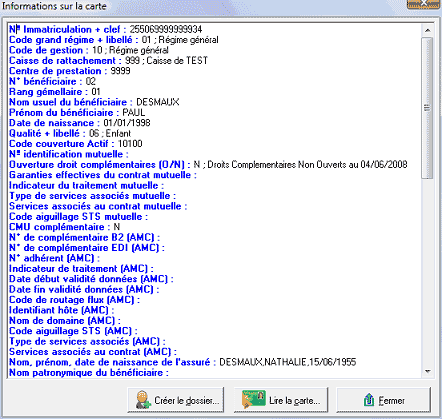 Informations sur la carte
N° Immatriculation + clef : 255069999999934
Code grand régime + libellé : 01 ; Régime général
Code de gestion : 10 ; Régime général
Caisse de rattachement : 999 ; Caisse de TEST
Centre de prestation : 9999
N° bénéficiaire : 02
Rang gémellaire : 01
Nom usuel du bénéficiaire : DESMAUX
Prénom du bénéficiaire : PAUL
Date de naissance : 01/01/1998
Qualité + libellé : 06 ; Enfant
Code couverture Actif : 10100
N° identification mutuelle :
Ouverture droit complémentaires (O/N) : N ; Droits Complementaires Non Ouverts au 04/06/2008
Garanties effectives du contrat mutuelle :
Indicateur du traitement mutuelle :
Type de services associés mutuelle :
Services associés au contrat mutuelle :
Code aiguillage STS mutuelle :
CMU complémentaire : N
N° de complémentaire B2 (AMC) :
N° de complémentaire EDI (AMC) :
N° adhérent (AMC) :
Indicateur de traitement (AMC) :
Date début validité données (AMC) :
Date fin validité données (AMC) :
Code de routage flux (AMC) :
Identifiant hôte (AMC) :
Nom de domaine (AMC) :
Code aiguillage STS (AMC) :
Type de services associés (AMC) :
Services associés au contrat (AMC) :
Nom, prénom, date de naissance de l'assuré : DESMAUX,NATHALIE,15/06/1955
Nom patronymique du bénéficiaire :
Créer le dossier... Lire la carte... Fermer